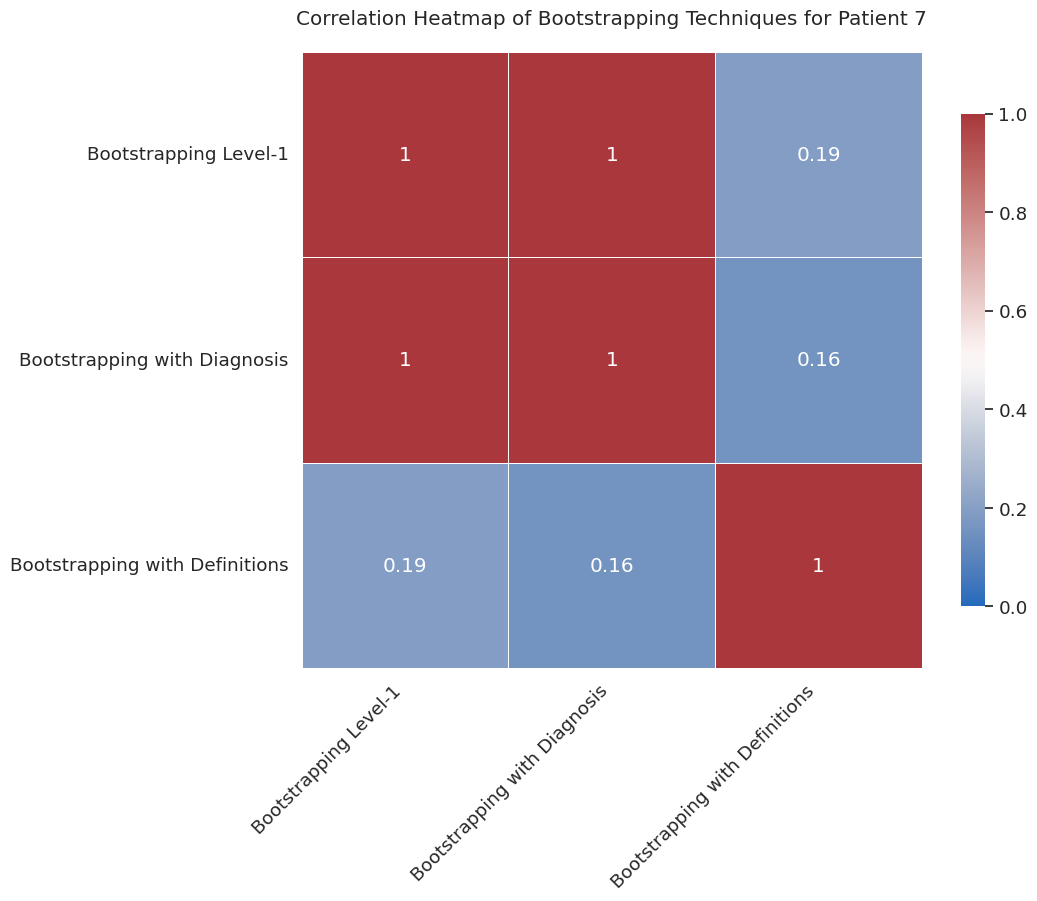 Correlation Heatmap of Bootstrapping Techniques for Patient 7
Bootstrapping Level-1
1
1
0.19
Bootstrapping with Diagnosis
1
1
0.16
Bootstrapping with Definitions
0.19
0.16
1
Bootstrapping Level-1
Bootstrapping with Diagnosis
Bootstrapping with Definitions
1.0
0.8
0.6
0.4
0.2
0.0